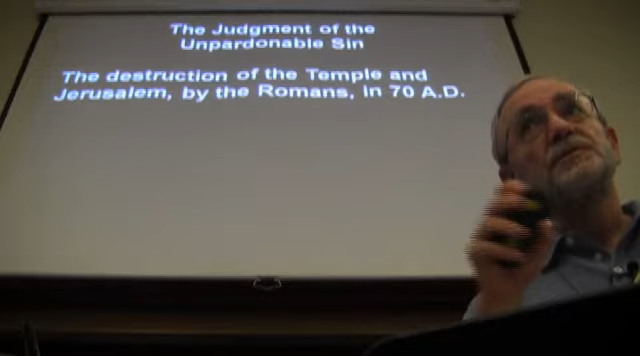 The Judgment of the
Unpardonable Sin
The destruction of the Temple and
Jerusalem, by the Romans, in 70 A.D.